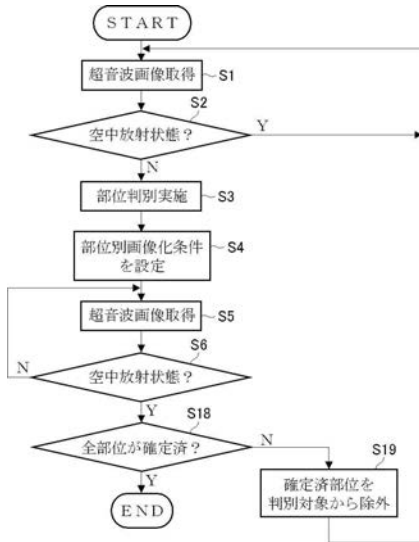 START
超音波画像取得
S1
S2
空中放射状態？
Y
N
部位判別実施
S3
S4
部位別画像化条件
を設定
超音波画像取得
S5
S6
N
空中放射状態？
Y
S18
全部位が確定済？
N
S19
Y
確定済部位を
判別対象から除外
END